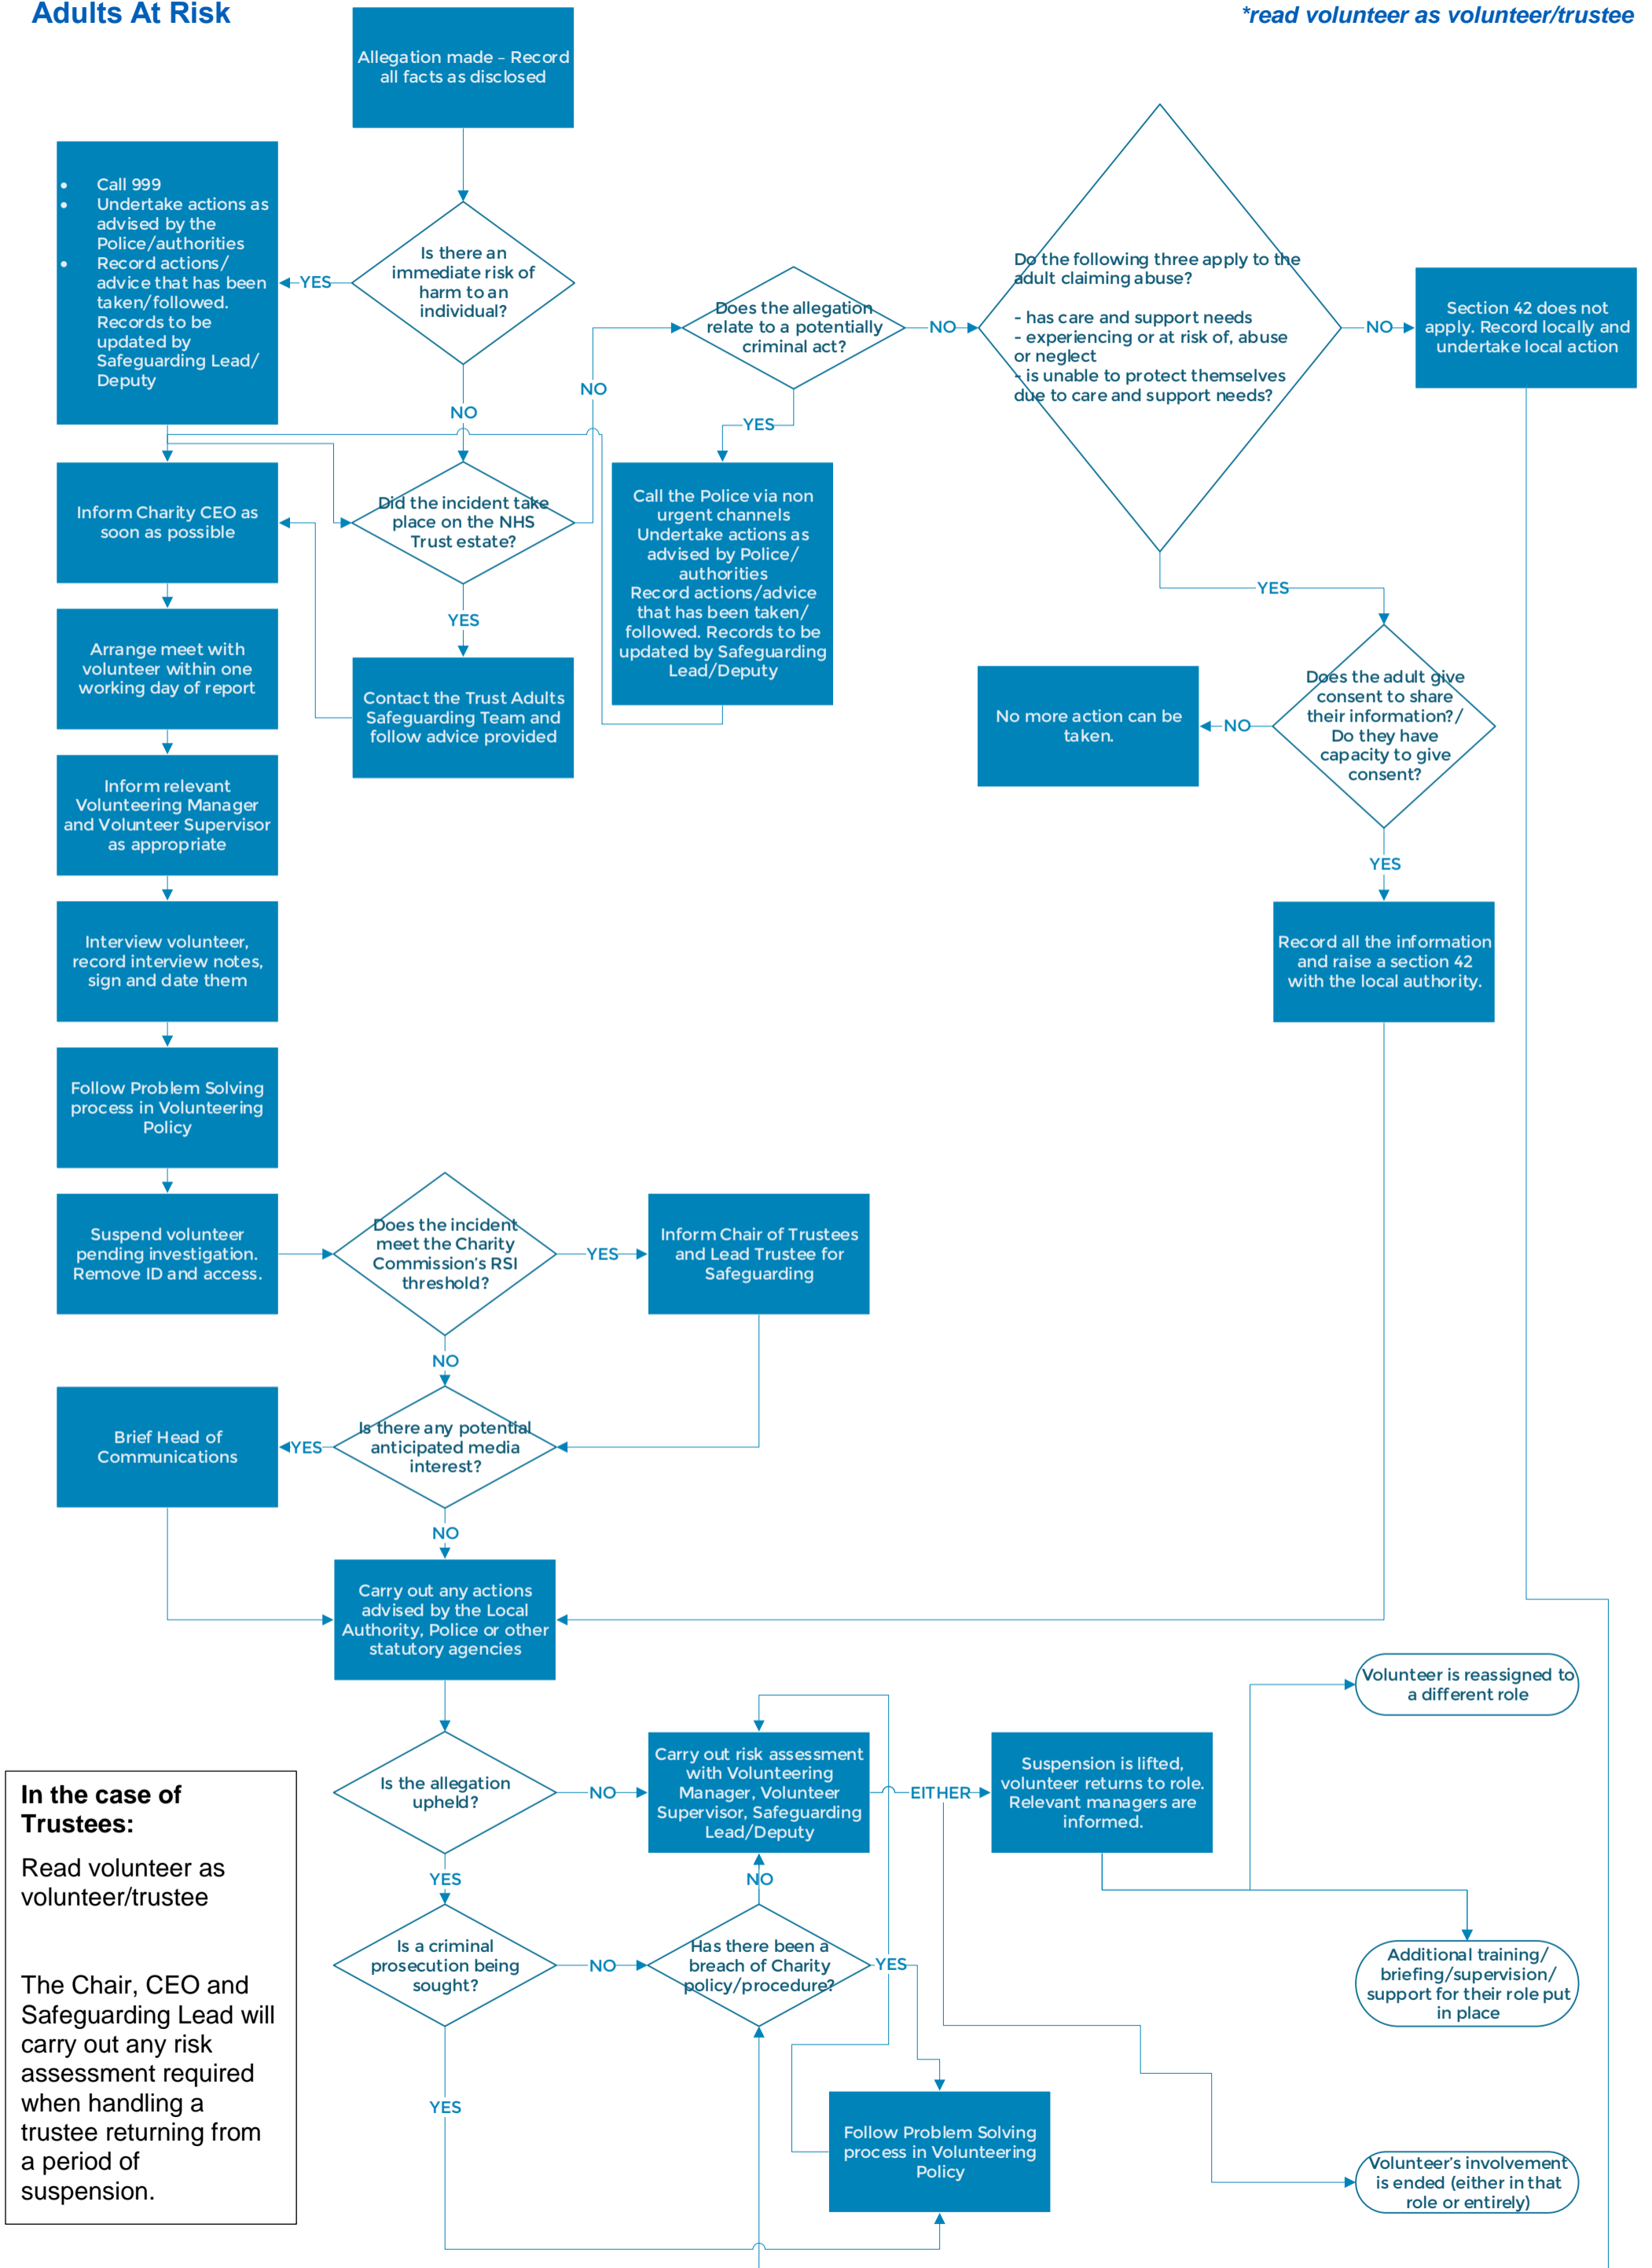 Adults At Risk
*read volunteer as volunteer/trustee
Allegation made – Record
all facts as disclosed
• Call 999
• Undertake actions as
advised by the
Police/authorities
• Record actions/
advice that has been
taken/followed.
Records to be
updated by
Safeguarding Lead/
Deputy
YES
Is there an
immediate risk of
harm to an
individual?
NO
Does the allegation
relate to a potentially
criminal act?
NO
Do the following three apply to the
adult claiming abuse?
- has care and support needs
- experiencing or at risk of, abuse
or neglect
- is unable to protect themselves
due to care and support needs?
NO
Section 42 does not
apply. Record locally and
undertake local action
NO
YES
Inform Charity CEO as
soon as possible
Did the incident take
place on the NHS
Trust estate?
YES
Call the Police via non
urgent channels
Undertake actions as
advised by Police/
authorities
Record actions/advice
that has been taken/
followed. Records to be
updated by Safeguarding
Lead/Deputy
YES
Arrange meet with
volunteer within one
working day of report
Contact the Trust Adults
Safeguarding Team and
follow advice provided
No more action can be
taken.
NO
Does the adult give
consent to share
their information?/
Do they have
capacity to give
consent?
YES
Inform relevant
Volunteering Manager
and Volunteer Supervisor
as appropriate
Interview volunteer,
record interview notes,
sign and date them
Record all the information
and raise a section 42
with the local authority.
Follow Problem Solving
process in Volunteering
Policy
Suspend volunteer
pending investigation.
Remove ID and access.
Does the incident
meet the Charity
Commission's RSI
threshold?
YES
Inform Chair of Trustees
and Lead Trustee for
Safeguarding
NO
Brief Head of
Communications
YES
Is there any potential
anticipated media
interest?
NO
Carry out any actions
advised by the Local
Authority, Police or other
statutory agencies
Volunteer is reassigned to
a different role
Is the allegation
upheld?
NO
Carry out risk assessment
with Volunteering
Manager, Volunteer
Supervisor, Safeguarding
Lead/Deputy
EITHER
Suspension is lifted,
volunteer returns to role.
Relevant managers are
informed.
YES
NO
Is a criminal
prosecution being
sought?
NO
Has there been a
breach of Charity
policy/procedure?
YES
Additional training/
briefing/supervision/
support for their role put
in place
YES
Follow Problem Solving
process in Volunteering
Policy
Volunteer's involvement
is ended (either in that
role or entirely)
In the case of
Trustees:
Read volunteer as
volunteer/trustee
The Chair, CEO and
Safeguarding Lead will
carry out any risk
assessment required
when handling a
trustee returning from
a period of
suspension.